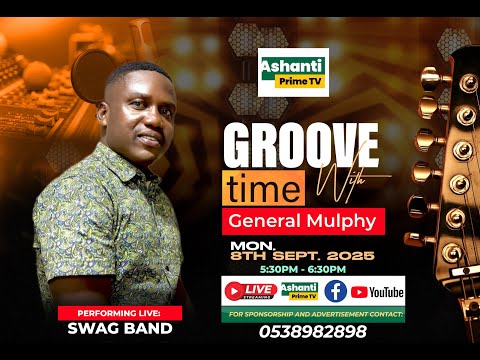 Ashanti
Prime TV
GROOVE
With
time
General Mulphy
MON.
8TH SEPT. 2025
5:30PM - 6:30PM
LIVE
STREAMING
Ashanti
Prime TV
YouTube
PERFORMING LIVE:
SWAG BAND
FOR SPONSORSHIP AND ADVERTISEMENT CONTACT:
0538982898